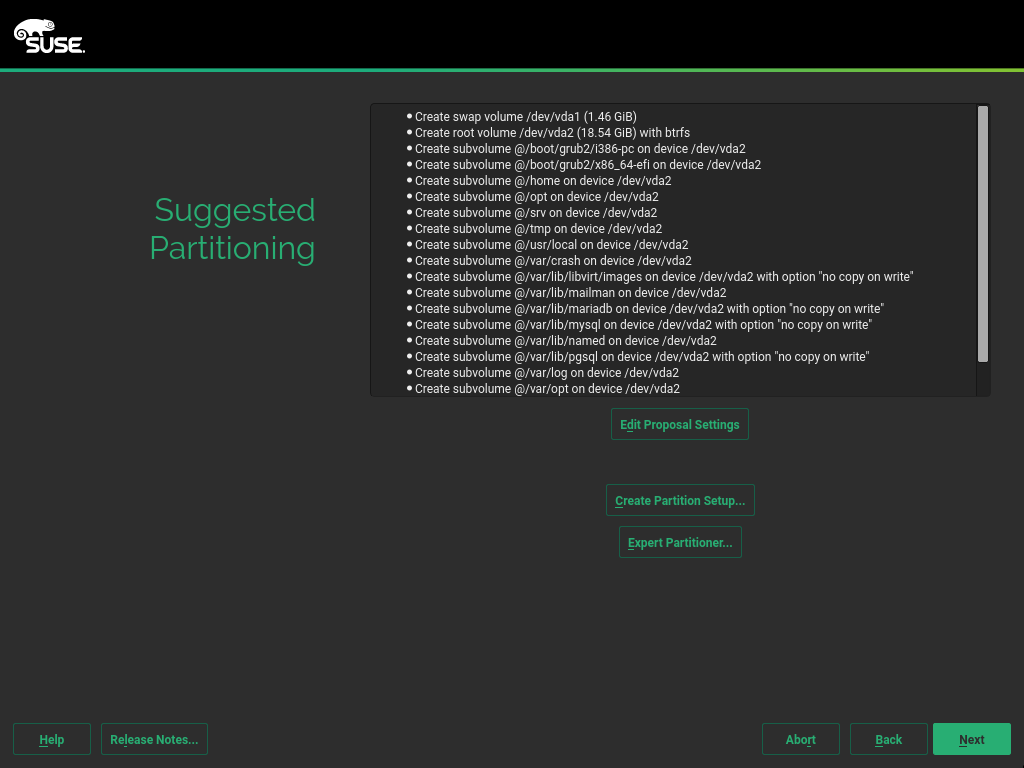 SUSE.
Suggested
Partitioning
• Create swap volume /dev/vda1 (1.46 GiB)
• Create root volume /dev/vda2 (18.54 GiB) with btrfs
• Create subvolume @/boot/grub2/i386-pc on device /dev/vda2
• Create subvolume @/boot/grub2/x86_64-efi on device /dev/vda2
• Create subvolume @/home on device /dev/vda2
• Create subvolume @/opt on device /dev/vda2
• Create subvolume @/srv on device /dev/vda2
• Create subvolume @/tmp on device /dev/vda2
• Create subvolume @/usr/local on device /dev/vda2
• Create subvolume @/var/crash on device /dev/vda2
• Create subvolume @/var/lib/libvirt/images on device /dev/vda2 with option "no copy on write"
• Create subvolume @/var/lib/mailman on device /dev/vda2
• Create subvolume @/var/lib/mariadb on device /dev/vda2 with option "no copy on write"
• Create subvolume @/var/lib/mysql on device /dev/vda2 with option "no copy on write"
• Create subvolume @/var/lib/named on device /dev/vda2
• Create subvolume @/var/lib/pgsql on device /dev/vda2 with option "no copy on write"
• Create subvolume @/var/log on device /dev/vda2
• Create subvolume @/var/opt on device /dev/vda2
Edit Proposal Settings
Create Partition Setup...
Expert Partitioner...
Help
Release Notes...
Abort
Back
Next